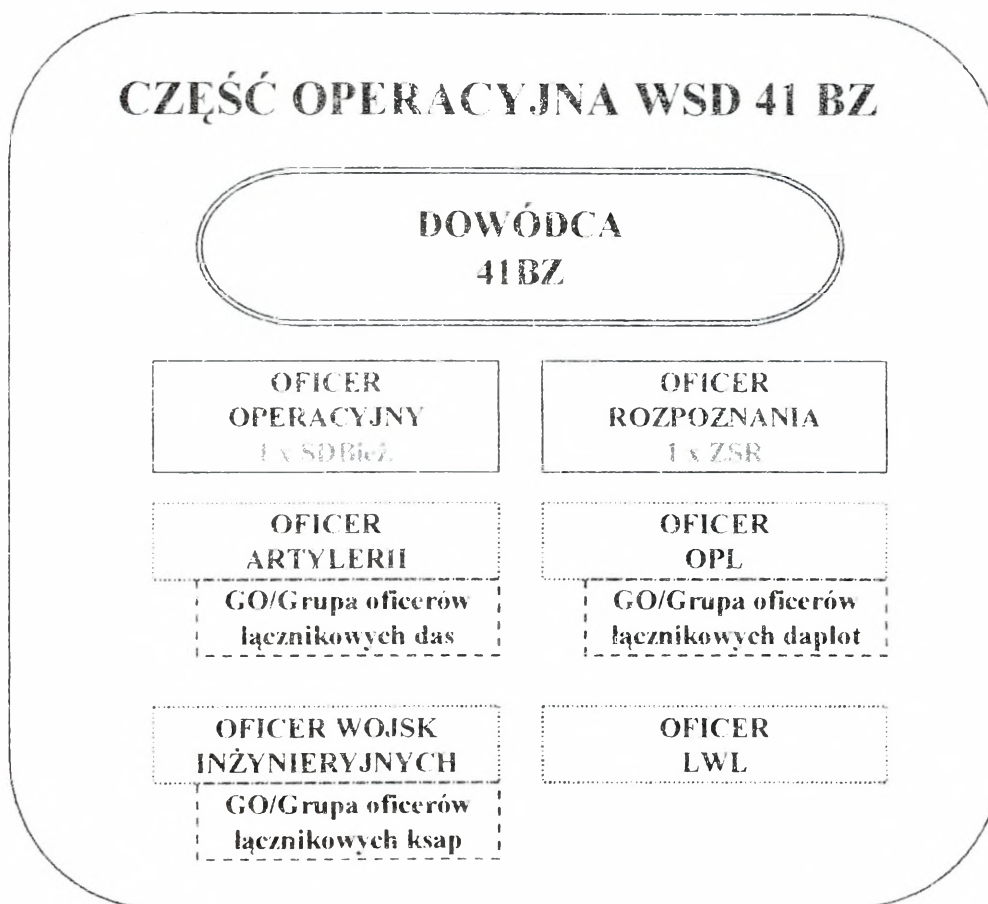 CZĘŚĆ OPERACYJNA WSD 41 BZ
DOWÓDCA
41BZ
OFICER
OPERACYJNY
1 x SDBież
OFICER
ROZPOZNANIA
1 x ZSR
OFICER
ARTYLERII
GO/Grupa oficerów
łącznikowych das
OFICER
OPL
GO/Grupa oficerów
łącznikowych daplot
OFICER WOJSK
INŻYNIERYJNYCH
GO/Grupa oficerów
łącznikowych ksap
OFICER
LWL